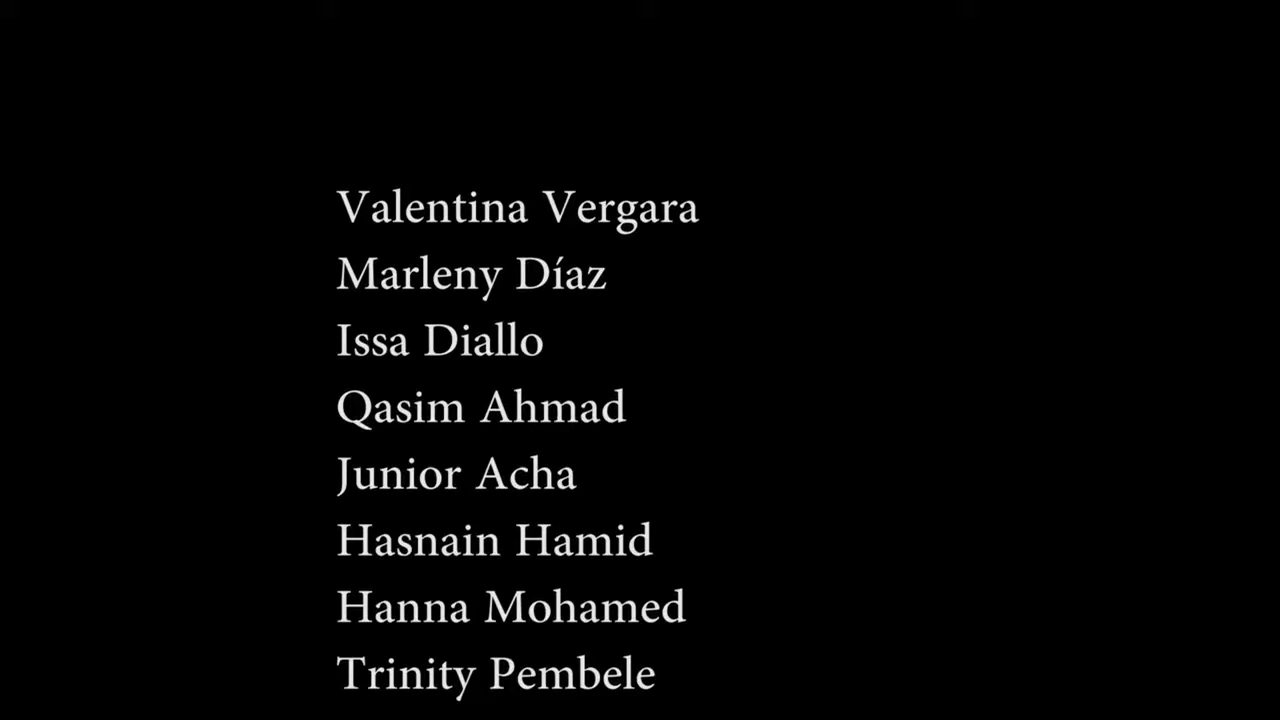 Valentina Vergara
Marleny Díaz
Issa Diallo
Qasim Ahmad
Junior Acha
Hasnain Hamid
Hanna Mohamed
Trinity Pembele